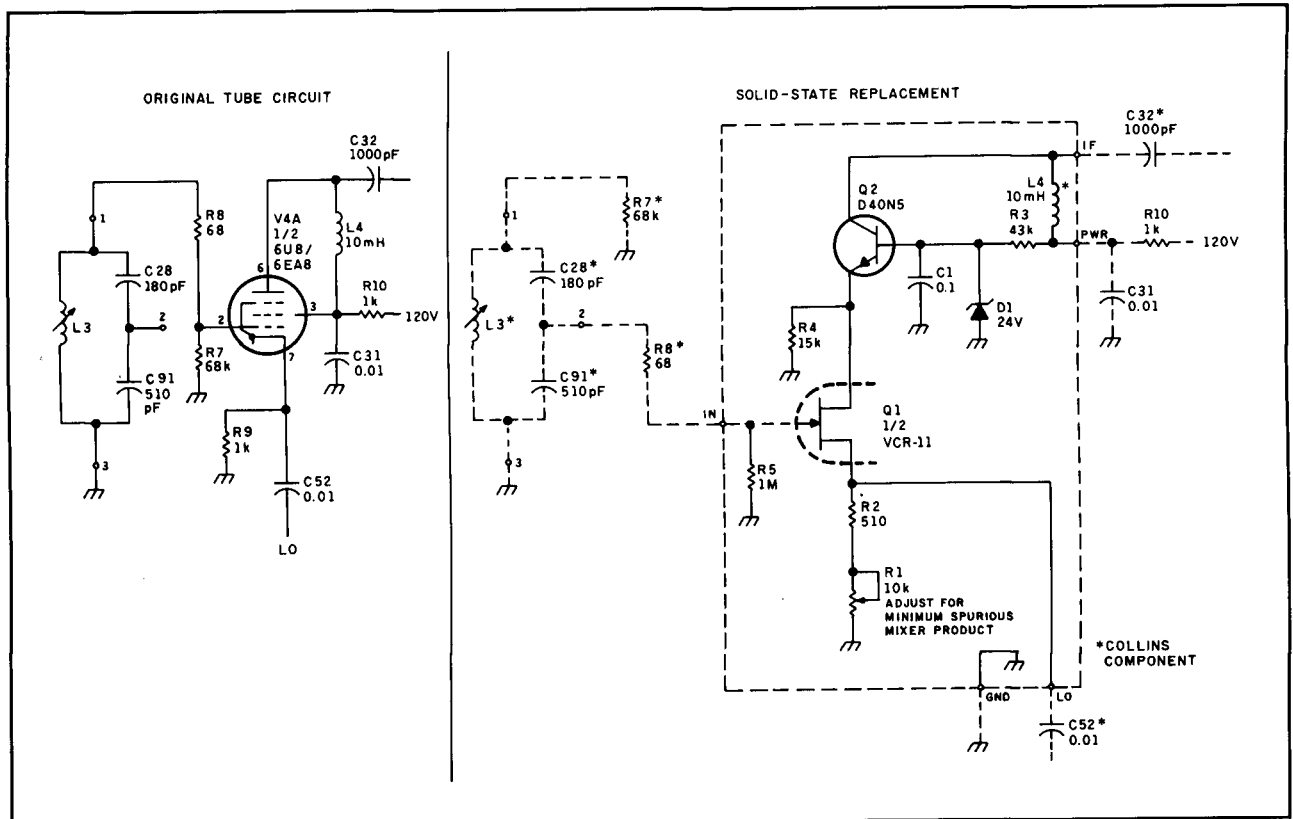 ORIGINAL TUBE CIRCUIT
C32
1000pF
1
R8
68
V4A
1/2
6U8/
6EA8
L4
10mH
6
C28
180pF
R10
1k
2
2
3
120V
L3
R7
68k
7
C31
0.01
C91
510
pF
R9
1k
3
C52
0.01
LO
SOLID-STATE REPLACEMENT
C32*
1000pF
IF
1
R7*
68k
Q2
D40N5
L4
10mH
*
R3
43k
PWR
R10
1k
120V
C28*
180pF
L3*
2
C1
0.1
D1
24V
C31
0.01
R4
15k
R8*
68
C91*
510pF
IN
Q1
1/2
VCR-11
3
R5
1M
R2
510
R1
10k
ADJUST FOR
MINIMUM SPURIOUS
MIXER PRODUCT
*COLLINS
COMPONENT
GND
LO
C52*
0.01